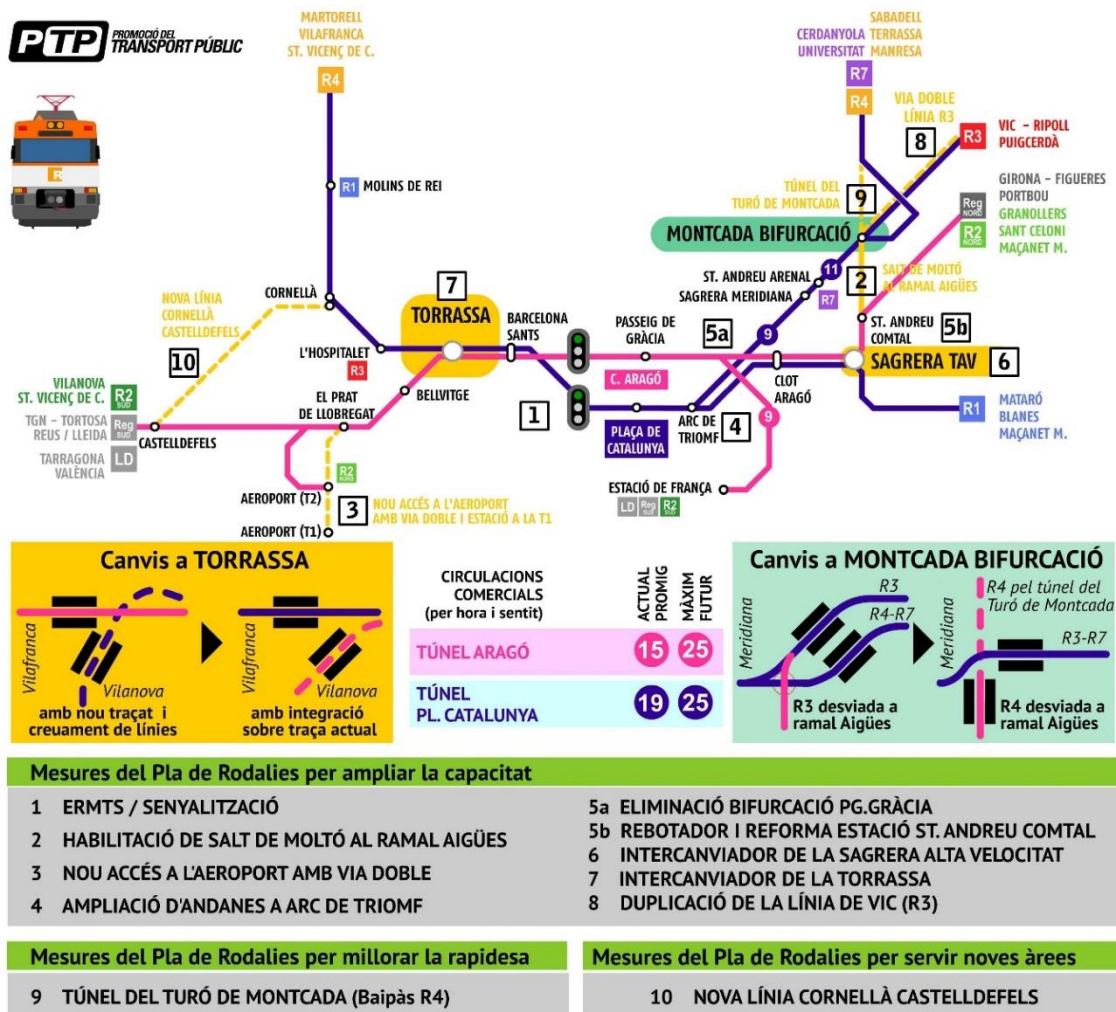 PTP PROMOCIÓ DEL
TRANSPORT PÚBLIC
R
MARTORELL
VILAFRANCA
ST. VICENÇ DE C.
R4
R1 MOLINS DE REI
CERDANYOLA
UNIVERSITAT
R7
SABADELL
TERRASSA
MANRESA
R4
VIA DOBLE
LÍNIA R3
8
R3
VIC - RIPOLL
PUIGCERDÀ
TÚNEL DEL
TURÓ DE MONTCADA
9
MONTCADA BIFURCACIÓ
Reg
NORD
GIRONA - FIGUERES
PORTBOU
R2
NORD
GRANOLLERS
SANT CELONI
MAÇANET M.
ST. ANDREU ARENAL
11
SAGRERA MERIDIANA
R7
2
SALT DE MOLTÓ
AL RAMAL AIGÜES
9
NOVA LÍNIA
CORNELLÀ
CASTELLDEFELS
10
CORNELLÀ
7
TORRASSA
L'HOSPITALET
R3
BARCELONA
SANTS
PASSEIG DE
GRÀCIA
5a
ST. ANDREU
COMTAL
5b
SAGRERA TAV
6
C. ARAGÓ
CLOT
ARAGÓ
VILANOVA
ST. VICENÇ DE C.
R2
SUD
TGN - TORTOSA
REUS / LLEIDA
Reg
SUD
TARRAGONA
VALÈNCIA
LD
CASTELLDEFELS
EL PRAT
DE LLOBREGAT
BELLVITGE
1
PLAÇA DE
CATALUNYA
ARC DE
TRIOMF
4
9
R1
MATARÓ
BLANES
MAÇANET M.
R2
NORD
AEROPORT (T2)
AEROPORT (T1)
3
NOU ACCÉS A L'AEROPORT
AMB VIA DOBLE I ESTACIÓ A LA T1
ESTACIÓ DE FRANÇA
LD
Reg
SUD
R2
SUD
Canvis a TORRASSA
Vilafranca
Vilanova
amb nou traçat i
creuament de línies
Vilafranca
Vilanova
amb integració
sobre traça actual
CIRCULACIONS
COMERCIALS
(per hora i sentit)
ACTUAL
PROMIG
MÀXIM
FUTUR
TÚNEL ARAGÓ 15 25
TÚNEL
PL. CATALUNYA 19 25
Canvis a MONTCADA BIFURCACIÓ
Meridiana
R3
R4-R7
R3 desviada a
ramal Aigües
Meridiana
R4 pel túnel del
Turó de Montcada
R3-R7
R4 desviada a
ramal Aigües
Mesures del Pla de Rodalies per ampliar la capacitat
1 ERMTS / SENYALITZACIÓ
2 HABILITACIÓ DE SALT DE MOLTÓ AL RAMAL AIGÜES
3 NOU ACCÉS A L'AEROPORT AMB VIA DOBLE
4 AMPLIACIÓ D'ANDANES A ARC DE TRIOMF
5a ELIMINACIÓ BIFURCACIÓ PG.GRÀCIA
5b REBOTADOR I REFORMA ESTACIÓ ST. ANDREU COMTAL
6 INTERCANVIADOR DE LA SAGRERA ALTA VELOCITAT
7 INTERCANVIADOR DE LA TORRASSA
8 DUPLICACIÓ DE LA LÍNIA DE VIC (R3)
Mesures del Pla de Rodalies per millorar la rapidesa
9 TÚNEL DEL TURÓ DE MONTCADA (Baipàs R4)
Mesures del Pla de Rodalies per servir noves àrees
10 NOVA LÍNIA CORNELLÀ CASTELLDEFELS